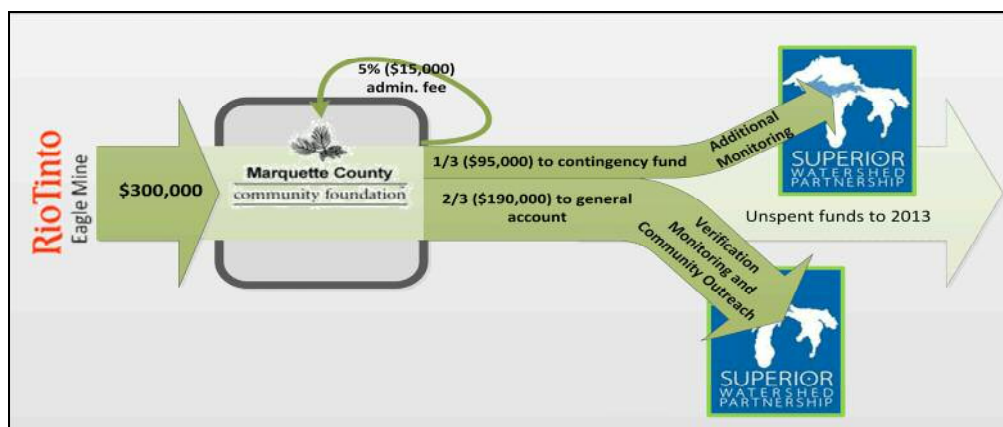 RioTinto
Eagle Mine
$300,000
5% ($15,000)
admin. fee
Marquette County
community foundation
1/3 ($95,000) to contingency fund
2/3 ($190,000) to general
account
Additional
Monitoring
SUPERIOR
WATERSHED
PARTNERSHIP
Unspent funds to 2013
Verification
Monitoring and
Community Outreach
SUPERIOR
WATERSHED
PARTNERSHIP